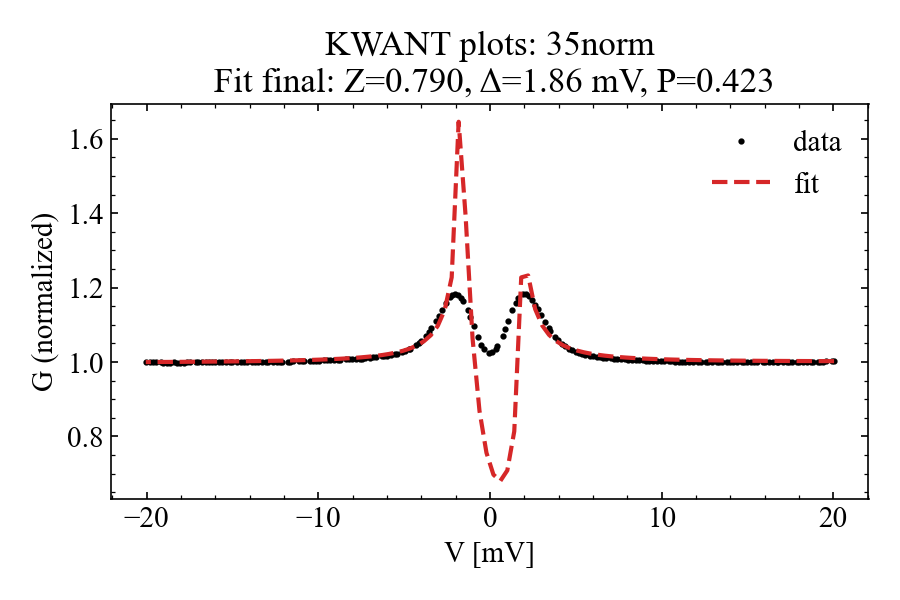 KWANT plots: 35norm
Fit final: Z=0.790, Δ=1.86 mV, P=0.423
data
fit
G (normalized)
1.6
1.4
1.2
1.0
0.8
−20
−10
0
10
20
V [mV]